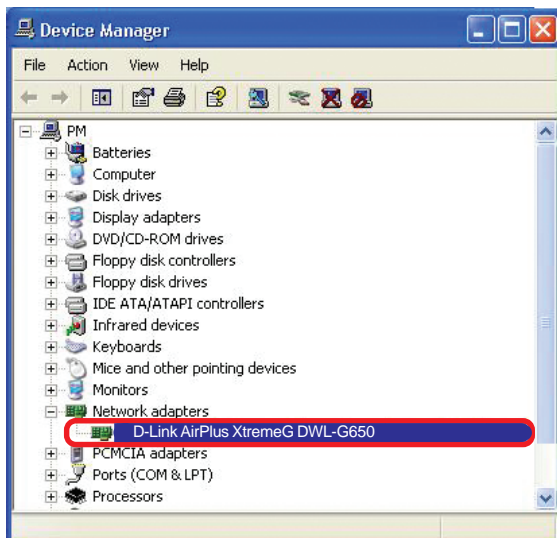 Device Manager
File Action View Help
PM
Batteries
Computer
Disk drives
Display adapters
DVD/CD-ROM drives
Floppy disk controllers
Floppy disk drives
IDE ATA/ATAPI controllers
Infrared devices
Keyboards
Mice and other pointing devices
Monitors
Network adapters
D-Link AirPlus XtremeG DWL-G650
PCMCIA adapters
Ports (COM & LPT)
Processors